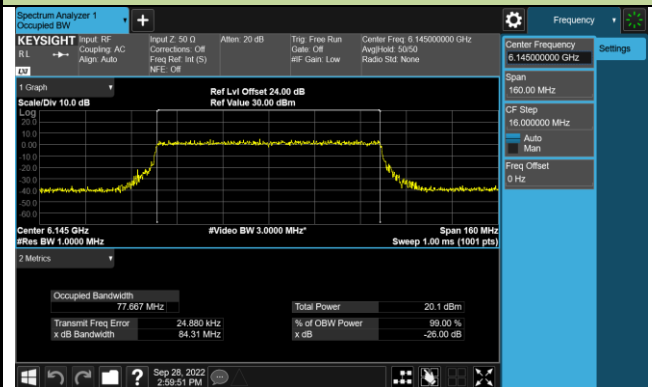 Spectrum Analyzer 1
Occupied BW
Frequency
KEYSIGHT
Input: RF
Input Z: 50 Ω
Atten: 20 dB
Trig: Free Run
Center Freq: 6.145000000 GHz
R L
Coupling: AC
Corrections: Off
Gate: Off
Avg|Hold: 50/50
Align: Auto
Freq Ref: Int (S)
#IF Gain: Low
Radio Std: None
NFE: Off
LXI
Center Frequency
6.145000000 GHz
Settings
Span
160.00 MHz
CF Step
16.000000 MHz
Auto
Man
Freq Offset
0 Hz
1 Graph
Ref Lvl Offset 24.00 dB
Scale/Div 10.0 dB
Ref Value 30.00 dBm
Log
20.0
10.0
0.00
-10.0
-20.0
-30.0
-40.0
-50.0
-60.0
Center 6.145 GHz
#Video BW 3.0000 MHz*
Span 160 MHz
#Res BW 1.0000 MHz
Sweep 1.00 ms (1001 pts)
2 Metrics
Occupied Bandwidth
77.667 MHz
Total Power
20.1 dBm
Transmit Freq Error
24.880 kHz
% of OBW Power
99.00 %
x dB Bandwidth
84.31 MHz
x dB
-26.00 dB
Sep 28, 2022
2:59:51 PM